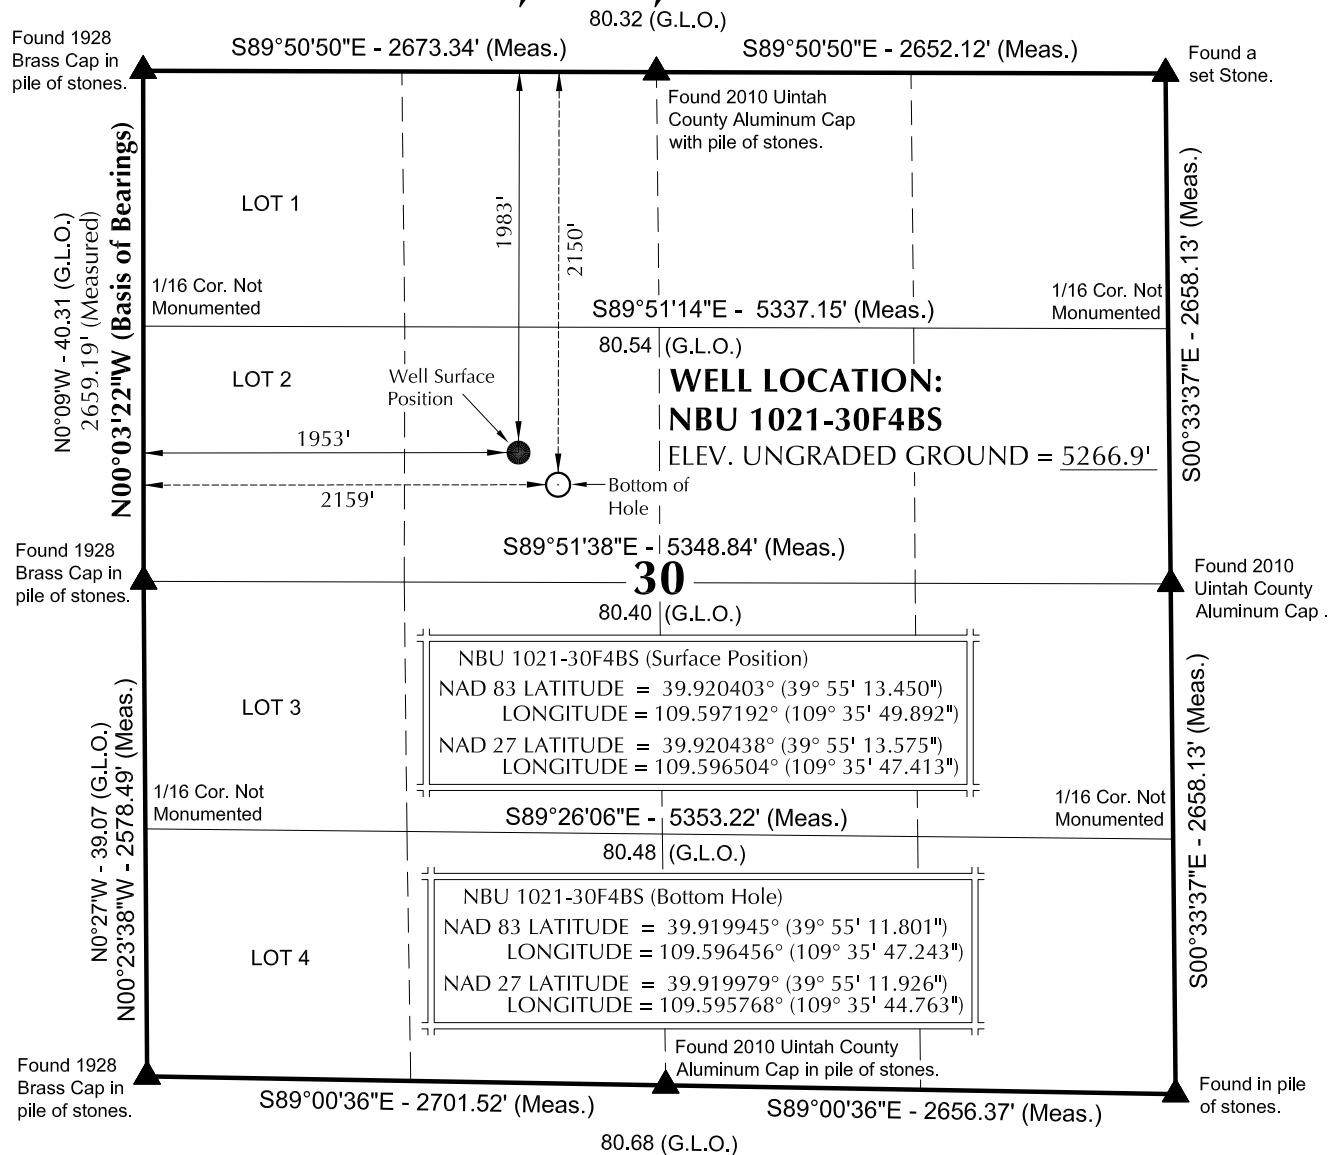 80.32 (G.L.O.)
Found 1928
Brass Cap in
pile of stones.
S89°50'50"E - 2673.34' (Meas.)
S89°50'50"E - 2652.12' (Meas.)
Found a
set Stone.
Found 2010 Uintah
County Aluminum Cap
with pile of stones.
N0°09'W - 40.31 (G.L.O.)
2659.19' (Measured)
N00°03'22"W (Basis of Bearings)
LOT 1
1983'
2150'
S00°33'37"E - 2658.13' (Meas.)
1/16 Cor. Not
Monumented
S89°51'14"E - 5337.15' (Meas.)
1/16 Cor. Not
Monumented
80.54 (G.L.O.)
LOT 2
Well Surface
Position
WELL LOCATION:
NBU 1021-30F4BS
ELEV. UNGRADED GROUND = 5266.9'
1953'
2159'
Bottom of
Hole
S89°51'38"E - 5348.84' (Meas.)
Found 1928
Brass Cap in
pile of stones.
30
Found 2010
Uintah County
Aluminum Cap .
80.40 (G.L.O.)
NBU 1021-30F4BS (Surface Position)
NAD 83 LATITUDE = 39.920403° (39° 55' 13.450")
LONGITUDE = 109.597192° (109° 35' 49.892")
NAD 27 LATITUDE = 39.920438° (39° 55' 13.575")
LONGITUDE = 109.596504° (109° 35' 47.413")
LOT 3
N0°27'W - 39.07 (G.L.O.)
N00°23'38"W - 2578.49' (Meas.)
S00°33'37"E - 2658.13' (Meas.)
1/16 Cor. Not
Monumented
S89°26'06"E - 5353.22' (Meas.)
1/16 Cor. Not
Monumented
80.48 (G.L.O.)
NBU 1021-30F4BS (Bottom Hole)
NAD 83 LATITUDE = 39.919945° (39° 55' 11.801")
LONGITUDE = 109.596456° (109° 35' 47.243")
NAD 27 LATITUDE = 39.919979° (39° 55' 11.926")
LONGITUDE = 109.595768° (109° 35' 44.763")
LOT 4
Found 1928
Brass Cap in
pile of stones.
Found 2010 Uintah County
Aluminum Cap in pile of stones.
Found in pile
of stones.
S89°00'36"E - 2701.52' (Meas.)
S89°00'36"E - 2656.37' (Meas.)
80.68 (G.L.O.)